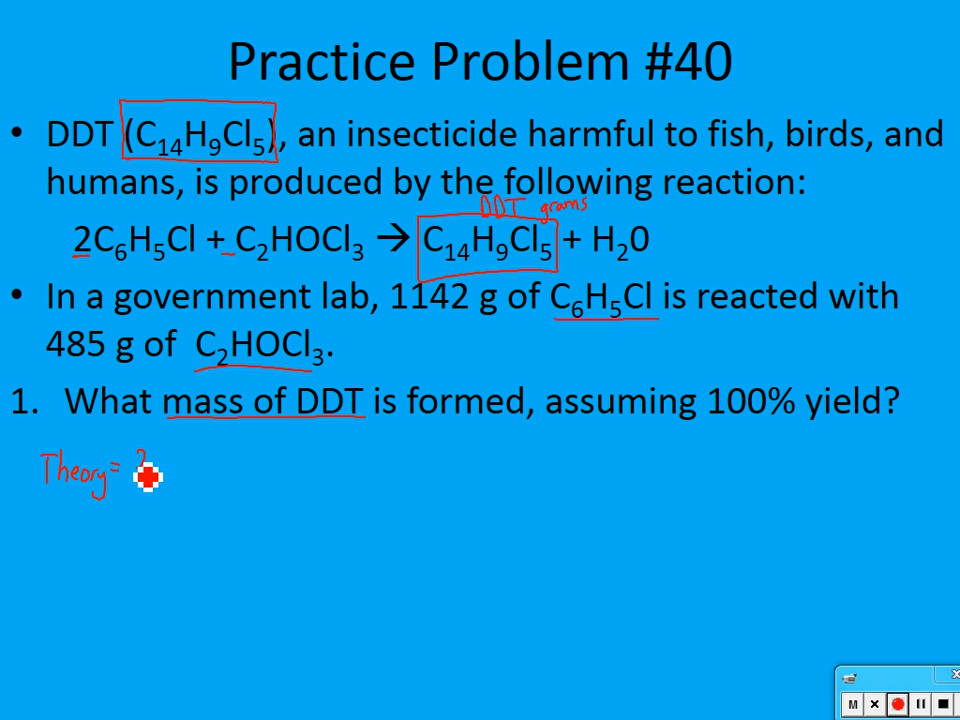 Practice Problem #40
• DDT (C₁₄H₉Cl₅), an insecticide harmful to fish, birds, and
humans, is produced by the following reaction:
DDT grams
2C₆H₅Cl + C₂HOCl₃ → C₁₄H₉Cl₅ + H₂0
• In a government lab, 1142 g of C₆H₅Cl is reacted with
485 g of C₂HOCl₃.
1. What mass of DDT is formed, assuming 100% yield?
Theory = ?
M